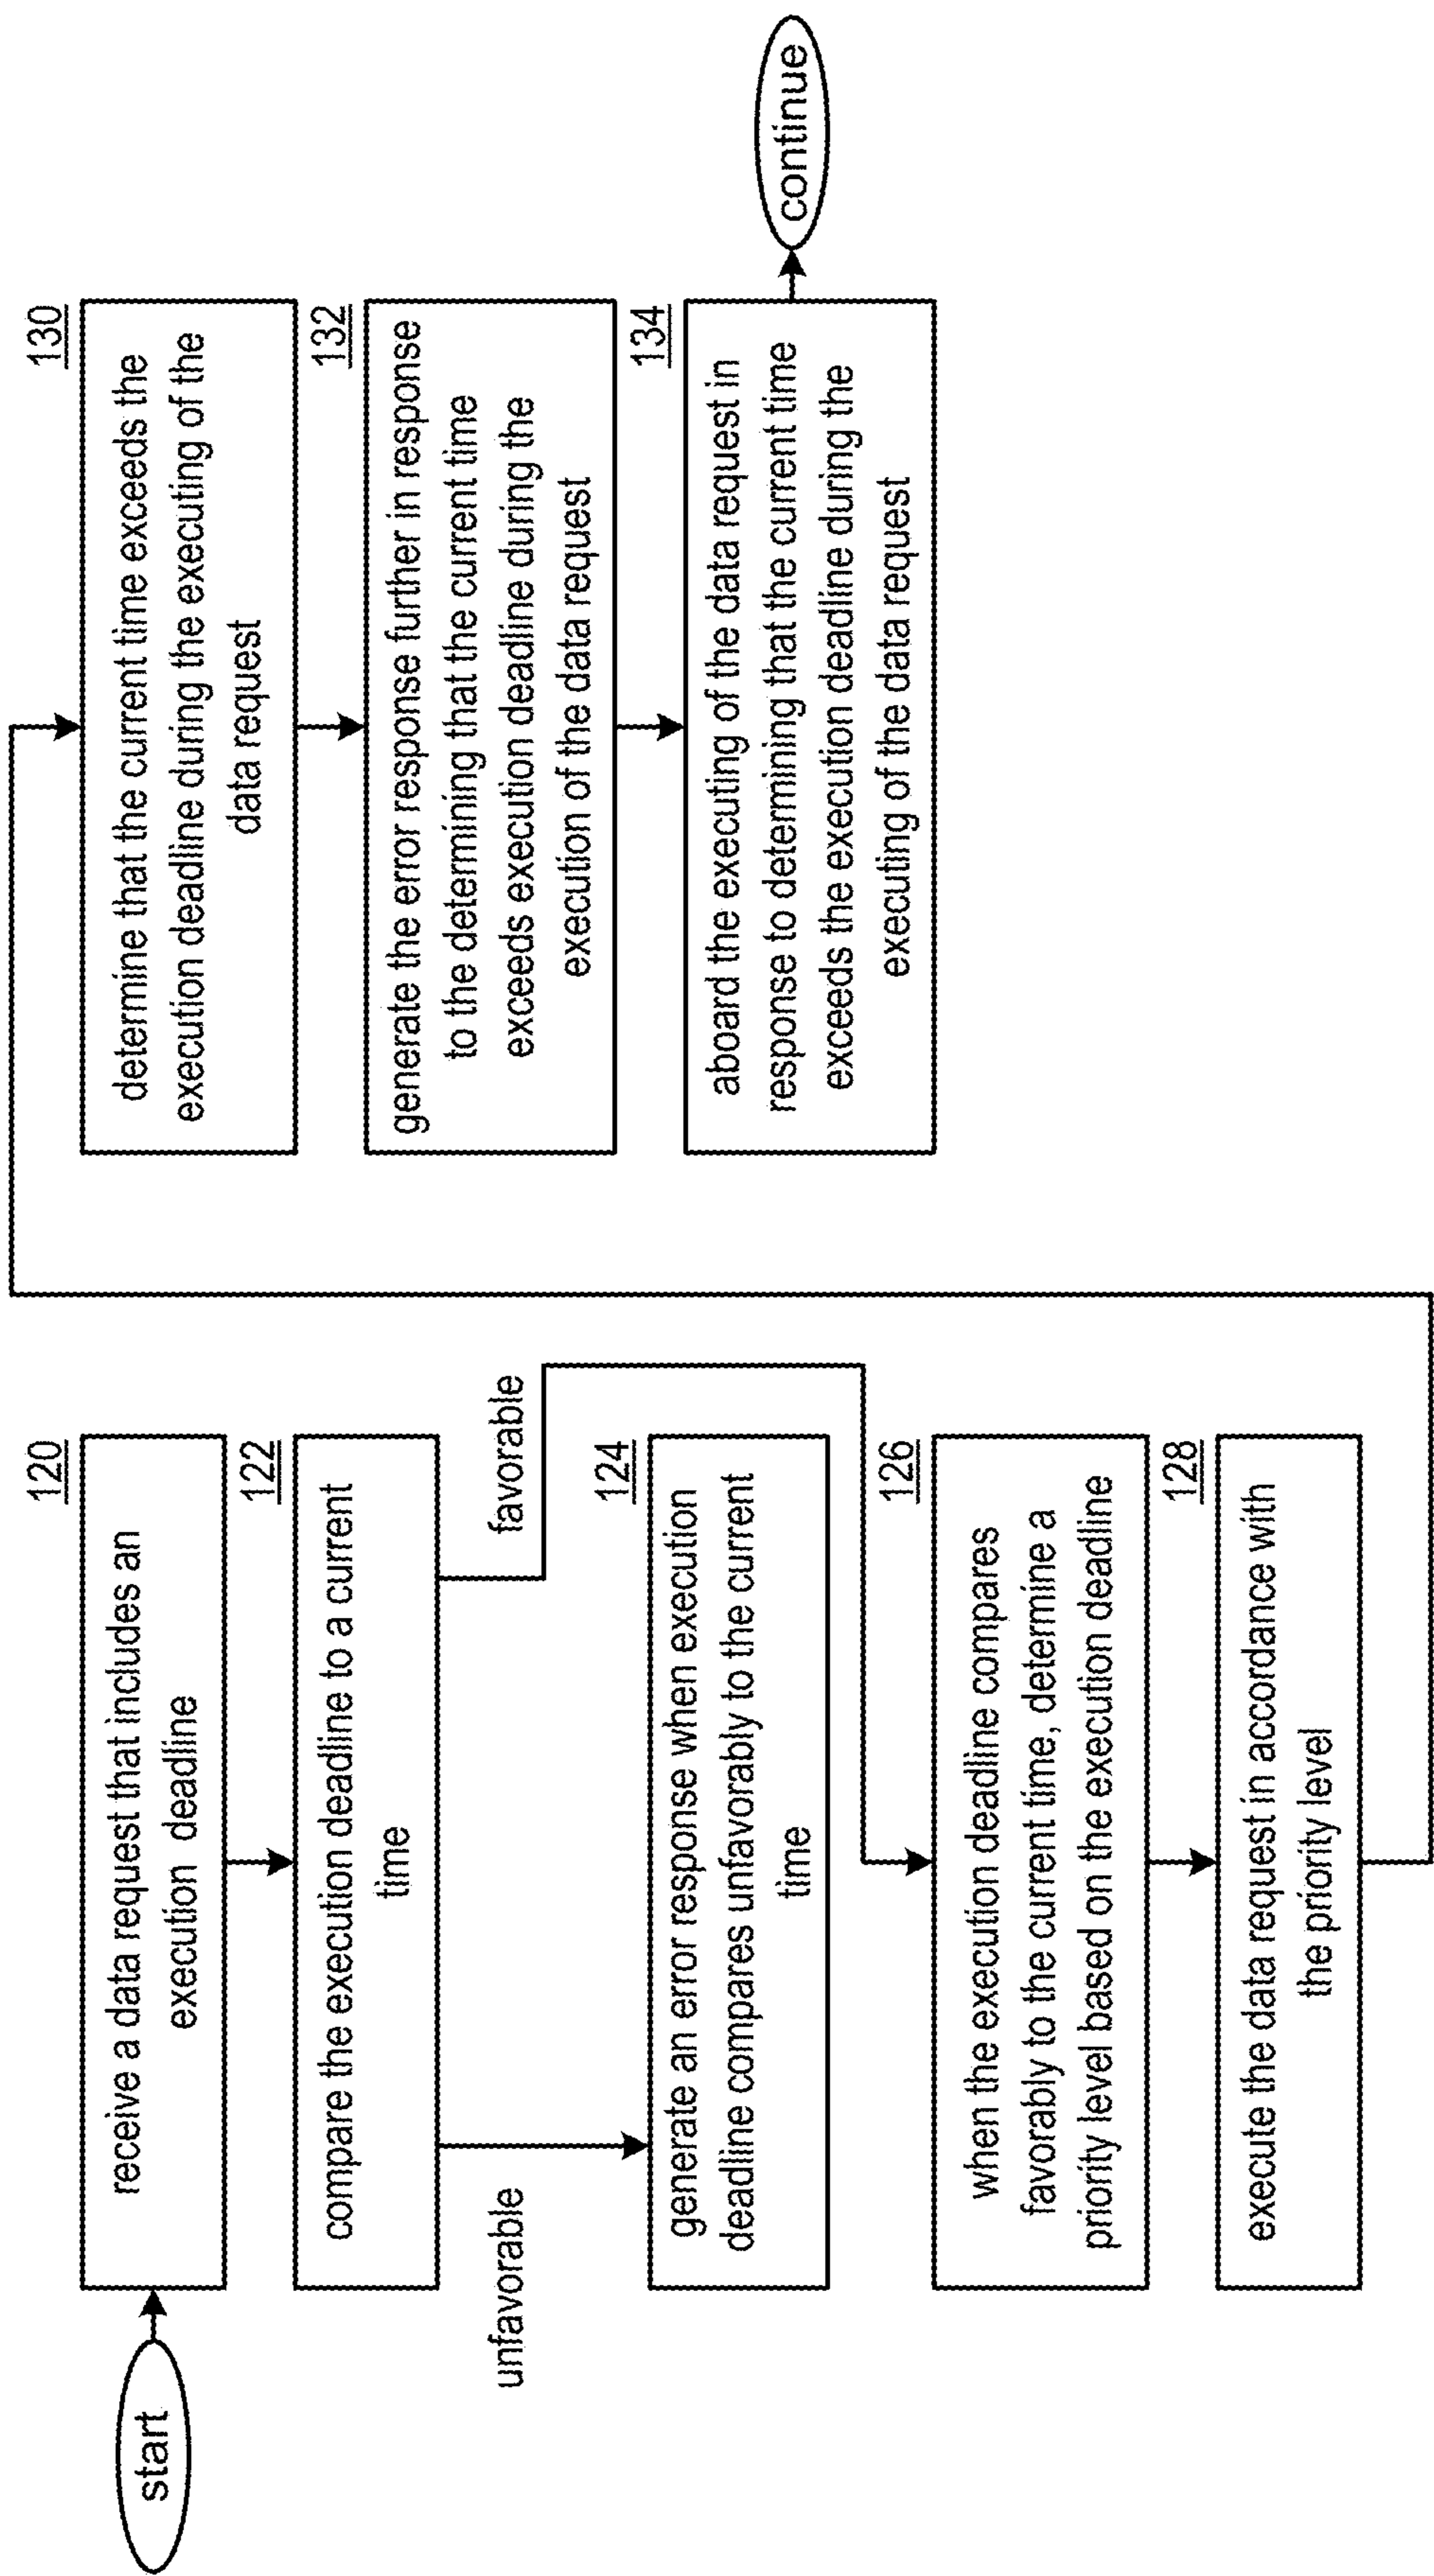 start
120
receive a data request that includes an
execution deadline
122
compare the execution deadline to a current
time
unfavorable
favorable
124
generate an error response when execution
deadline compares unfavorably to the current
time
126
when the execution deadline compares
favorably to the current time, determine a
priority level based on the execution deadline
128
execute the data request in accordance with
the priority level
130
determine that the current time exceeds the
execution deadline during the executing of the
data request
132
generate the error response further in response
to the determining that the current time
exceeds execution deadline during the
execution of the data request
134
aboard the executing of the data request in
response to determining that the current time
exceeds the execution deadline during the
executing of the data request
continue